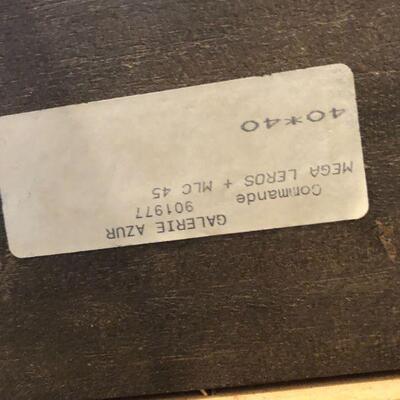 GALERIE AZUR
Commande 901977
MEGA LEROS + MLC 45
40*40